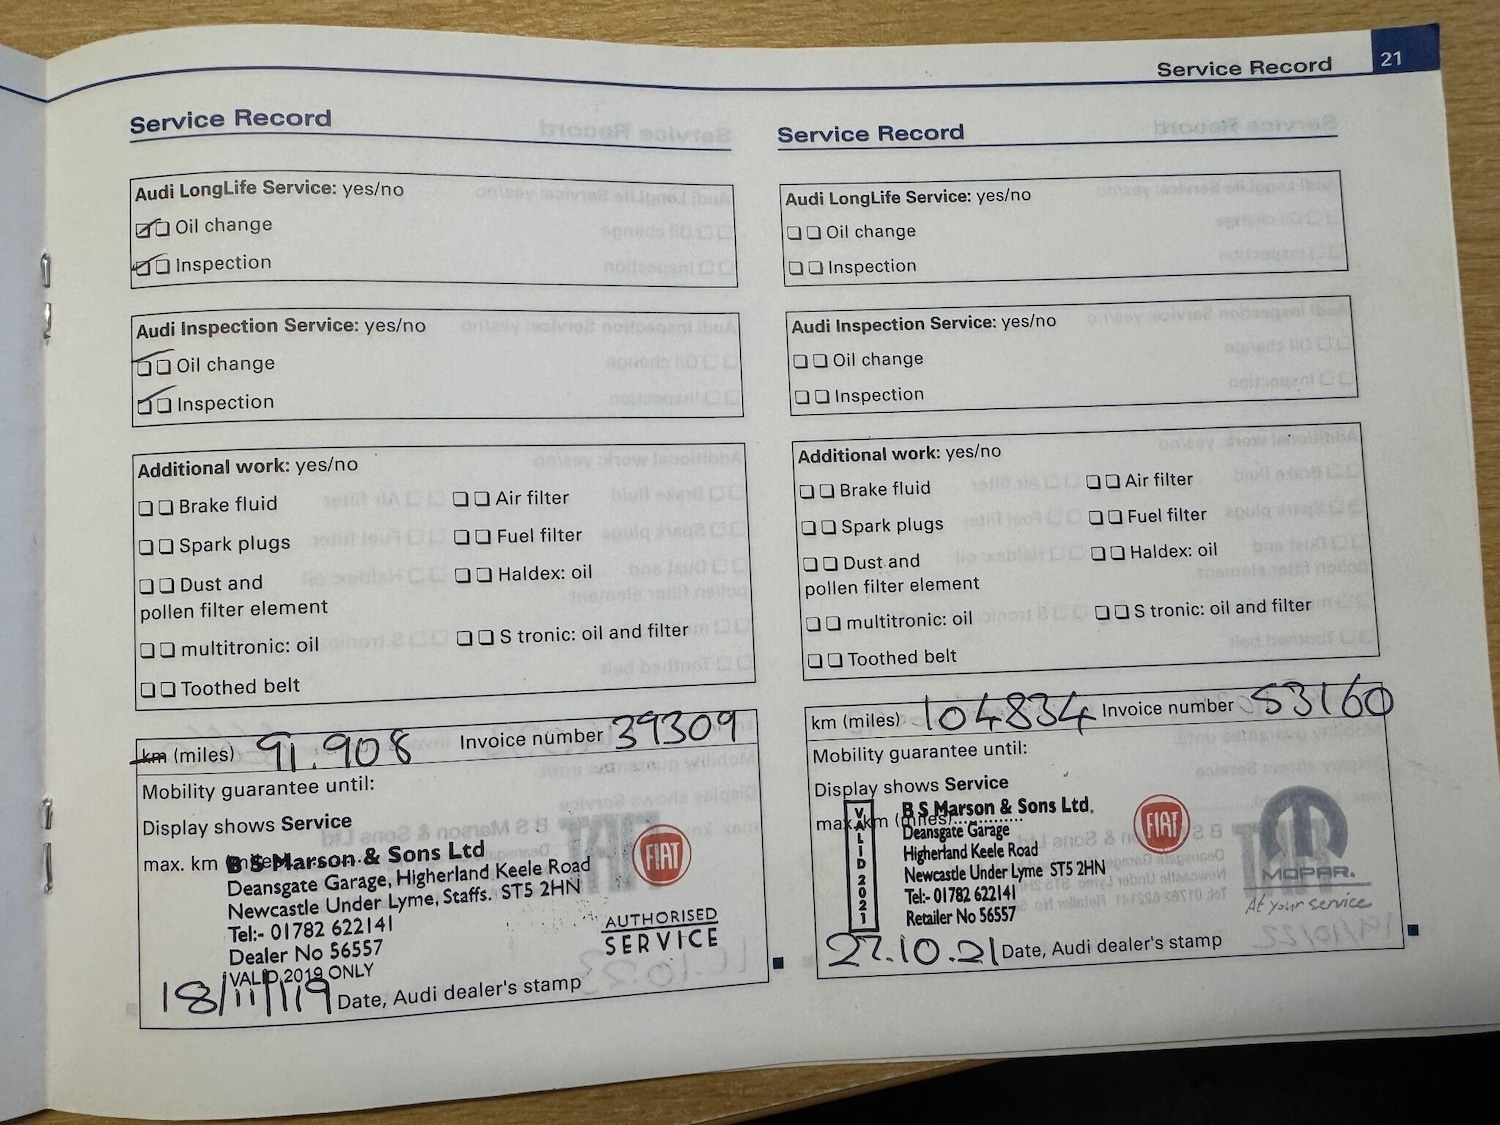 Service Record 21
Service Record
Audi LongLife Service: yes/no
Oil change
Inspection
Audi Inspection Service: yes/no
Oil change
Inspection
Additional work: yes/no
Brake fluid
Air filter
Spark plugs
Fuel filter
Dust and
pollen filter element
Haldex: oil
multitronic: oil
S tronic: oil and filter
Toothed belt
km (miles) 91.908 Invoice number 39309
Mobility guarantee until:
Display shows Service
max. km
B S Marson & Sons Ltd
Deansgate Garage, Higherland Keele Road
Newcastle Under Lyme, Staffs. ST5 2HN
Tel:- 01782 622141
Dealer No 56557
VALID 2019 ONLY
FIAT
AUTHORISED
SERVICE
18/11/19 Date, Audi dealer's stamp
Service Record
Audi LongLife Service: yes/no
Oil change
Inspection
Audi Inspection Service: yes/no
Oil change
Inspection
Additional work: yes/no
Brake fluid
Air filter
Spark plugs
Fuel filter
Dust and
pollen filter element
Haldex: oil
multitronic: oil
S tronic: oil and filter
Toothed belt
km (miles) 104834 Invoice number 53160
Mobility guarantee until:
Display shows Service
max. km (miles)
VALID 2021
B S Marson & Sons Ltd.
Deansgate Garage
Higherland Keele Road
Newcastle Under Lyme ST5 2HN
Tel:- 01782 622141
Retailer No 56557
FIAT
MOPAR.
At your service
27.10.21 Date, Audi dealer's stamp